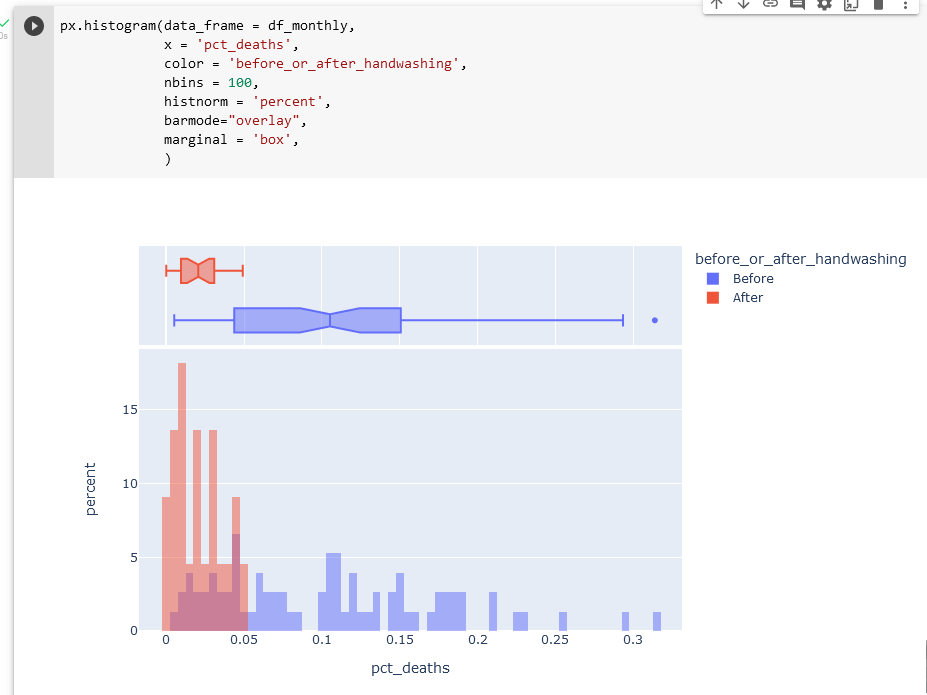 px.histogram(data_frame = df_monthly,
x = 'pct_deaths',
color = 'before_or_after_handwashing',
nbins = 100,
histnorm = 'percent',
barmode="overlay",
marginal = 'box',
)
before_or_after_handwashing
Before
After
percent
15
10
5
0
0 0.05 0.1 0.15 0.2 0.25 0.3
pct_deaths